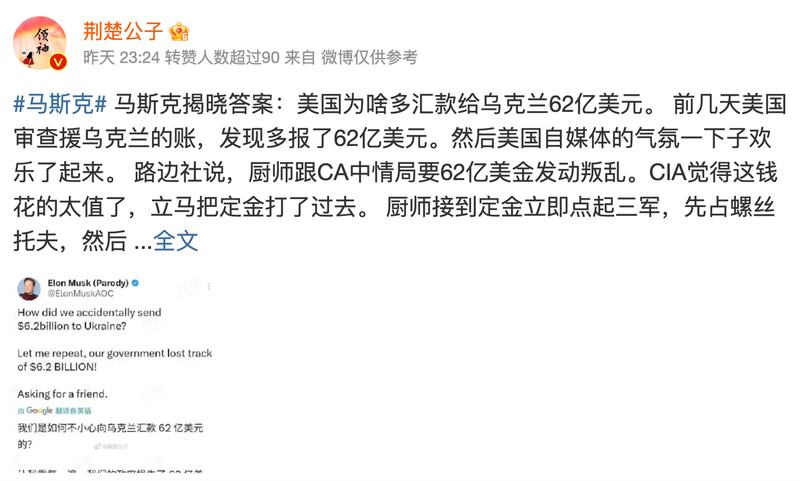 领袖
荆楚公子
昨天 23:24 转赞人数超过90 来自 微博仅供参考
#马斯克# 马斯克揭晓答案：美国为啥多汇款给乌克兰62亿美元。 前几天美国
审查援乌克兰的账，发现多报了62亿美元。然后美国自媒体的气氛一下子欢
乐了起来。 路边社说，厨师跟CA中情局要62亿美金发动叛乱。CIA觉得这钱
花的太值了，立马把定金打了过去。 厨师接到定金立即点起三军，先占螺丝
托夫，然后 ...全文
Elon Musk (Parody)
@ElonMuskAOC
How did we accidentally send
$6.2billion to Ukraine?
Let me repeat, our government lost track
of $6.2 BILLION!
Asking for a friend.
由 Google 翻译自英语
我们是如何不小心向乌克兰汇款 62 亿美元
的？